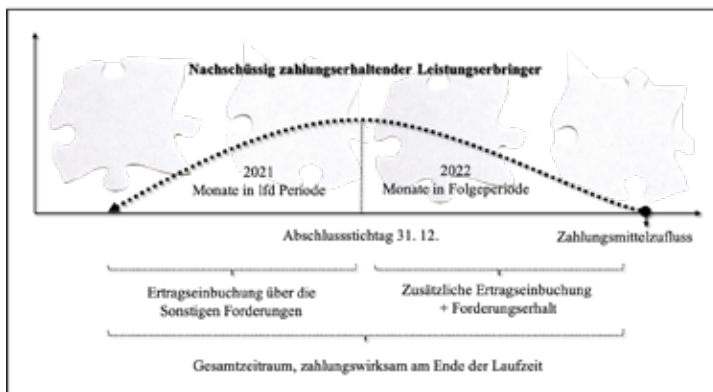 Nachschüssig zahlungserhaltender Leistungserbringer
2021
Monate in lfd Periode
2022
Monate in Folgeperiode
Abschlussstichtag 31. 12.
Zahlungsmittelzufluss
Ertragseinbuchung über die
Sonstigen Forderungen
Zusätzliche Ertragseinbuchung
+ Forderungserhalt
Gesamtzeitraum, zahlungswirksam am Ende der Laufzeit